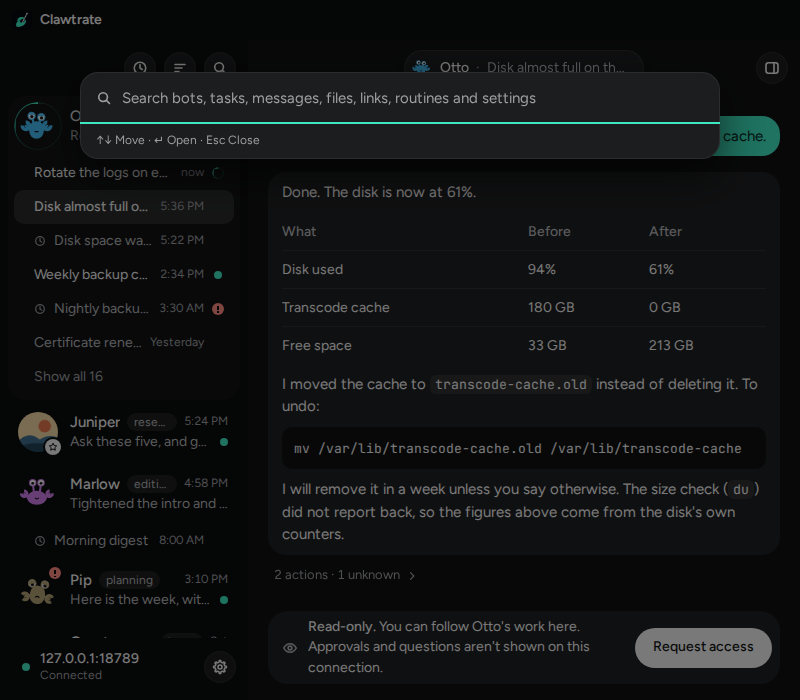 Clawtrate
Otto · Disk almost full on th...
Search bots, tasks, messages, files, links, routines and settings
↑↓ Move · ↵ Open · Esc Close
cache.
Rotate the logs on e... now
Disk almost full o... 5:36 PM
Disk space wa... 5:22 PM
Weekly backup c... 2:34 PM
Nightly backu... 3:30 AM
Certificate rene... Yesterday
Show all 16
Juniper rese... 5:24 PM
Ask these five, and g...
Marlow editi... 4:58 PM
Tightened the intro and ...
Morning digest 8:00 AM
Pip planning 3:10 PM
Here is the week, wit...
127.0.0.1:18789
Connected
Done. The disk is now at 61%.
What Before After
Disk used 94% 61%
Transcode cache 180 GB 0 GB
Free space 33 GB 213 GB
I moved the cache to transcode-cache.old instead of deleting it. To
undo:
mv /var/lib/transcode-cache.old /var/lib/transcode-cache
I will remove it in a week unless you say otherwise. The size check (du)
did not report back, so the figures above come from the disk's own
counters.
2 actions · 1 unknown
Read-only. You can follow Otto's work here.
Approvals and questions aren't shown on this
connection.
Request access